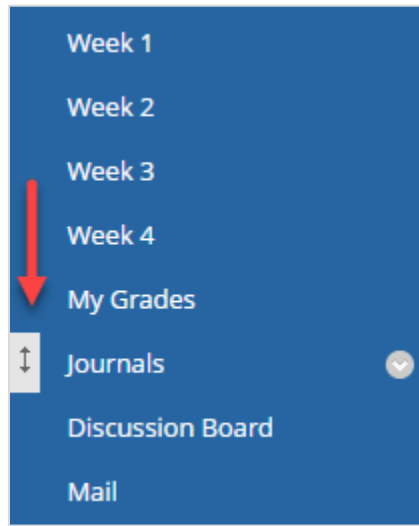 Week 1
Week 2
Week 3
Week 4
My Grades
Journals
Discussion Board
Mail